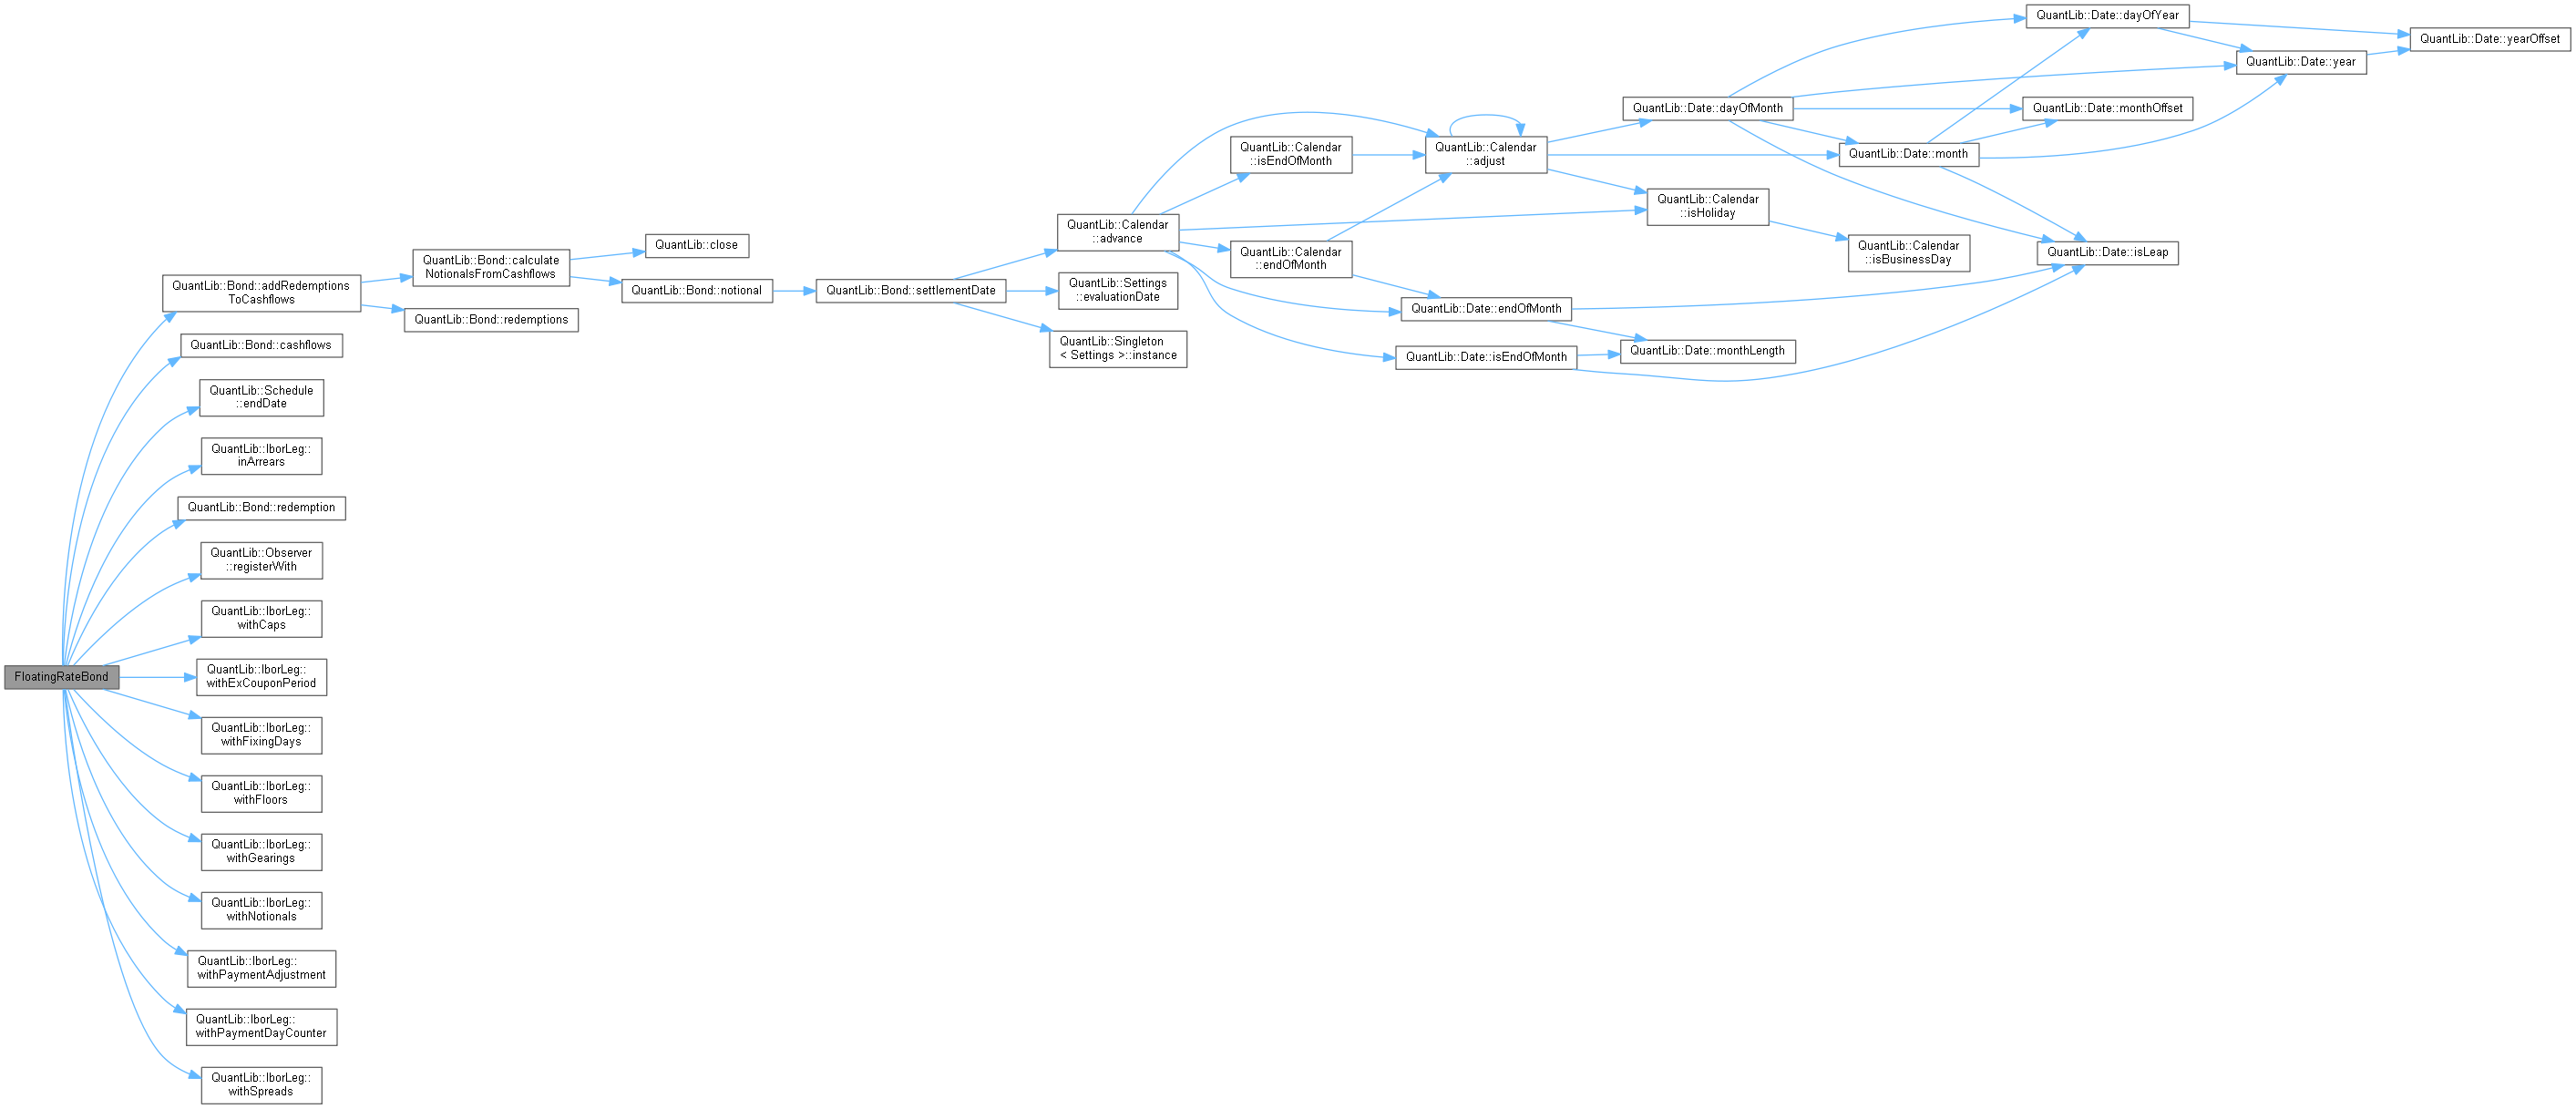 FloatingRateBond
QuantLib::Bond::addRedemptions
ToCashflows
QuantLib::Bond::cashflows
QuantLib::Schedule
::endDate
QuantLib::IborLeg::
inArrears
QuantLib::Bond::redemption
QuantLib::Observer
::registerWith
QuantLib::IborLeg::
withCaps
QuantLib::IborLeg::
withExCouponPeriod
QuantLib::IborLeg::
withFixingDays
QuantLib::IborLeg::
withFloors
QuantLib::IborLeg::
withGearings
QuantLib::IborLeg::
withNotionals
QuantLib::IborLeg::
withPaymentAdjustment
QuantLib::IborLeg::
withPaymentDayCounter
QuantLib::IborLeg::
withSpreads
QuantLib::Bond::calculate
NotionalsFromCashflows
QuantLib::Bond::redemptions
QuantLib::close
QuantLib::Bond::notional
QuantLib::Bond::settlementDate
QuantLib::Calendar
::advance
QuantLib::Settings
::evaluationDate
QuantLib::Singleton
< Settings >::instance
QuantLib::Calendar
::isEndOfMonth
QuantLib::Calendar
::endOfMonth
QuantLib::Calendar
::adjust
QuantLib::Date::endOfMonth
QuantLib::Date::isEndOfMonth
QuantLib::Date::dayOfMonth
QuantLib::Calendar
::isHoliday
QuantLib::Date::monthLength
QuantLib::Date::month
QuantLib::Calendar
::isBusinessDay
QuantLib::Date::dayOfYear
QuantLib::Date::monthOffset
QuantLib::Date::isLeap
QuantLib::Date::year
QuantLib::Date::yearOffset